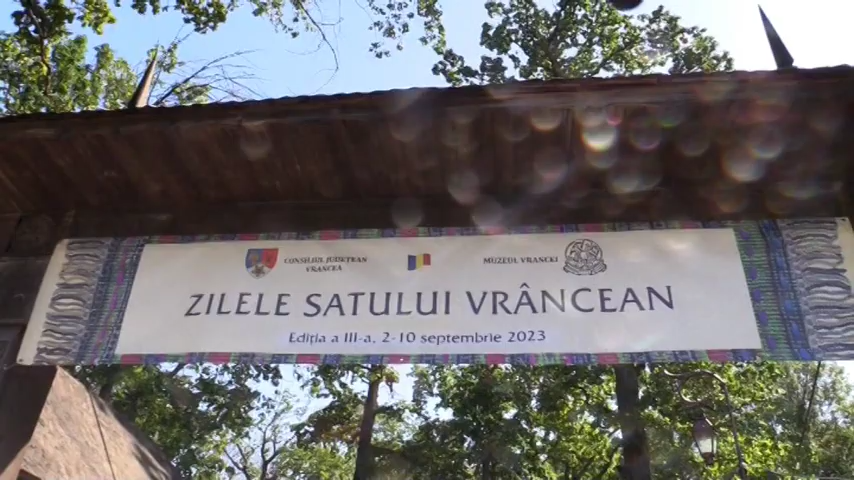 CONSILIUL JUDEȚEAN
VRANCEA
MUZEUL VRANCEI
ZILELE SATULUI VRÂNCEAN
Ediția a III-a, 2-10 septembrie 2023